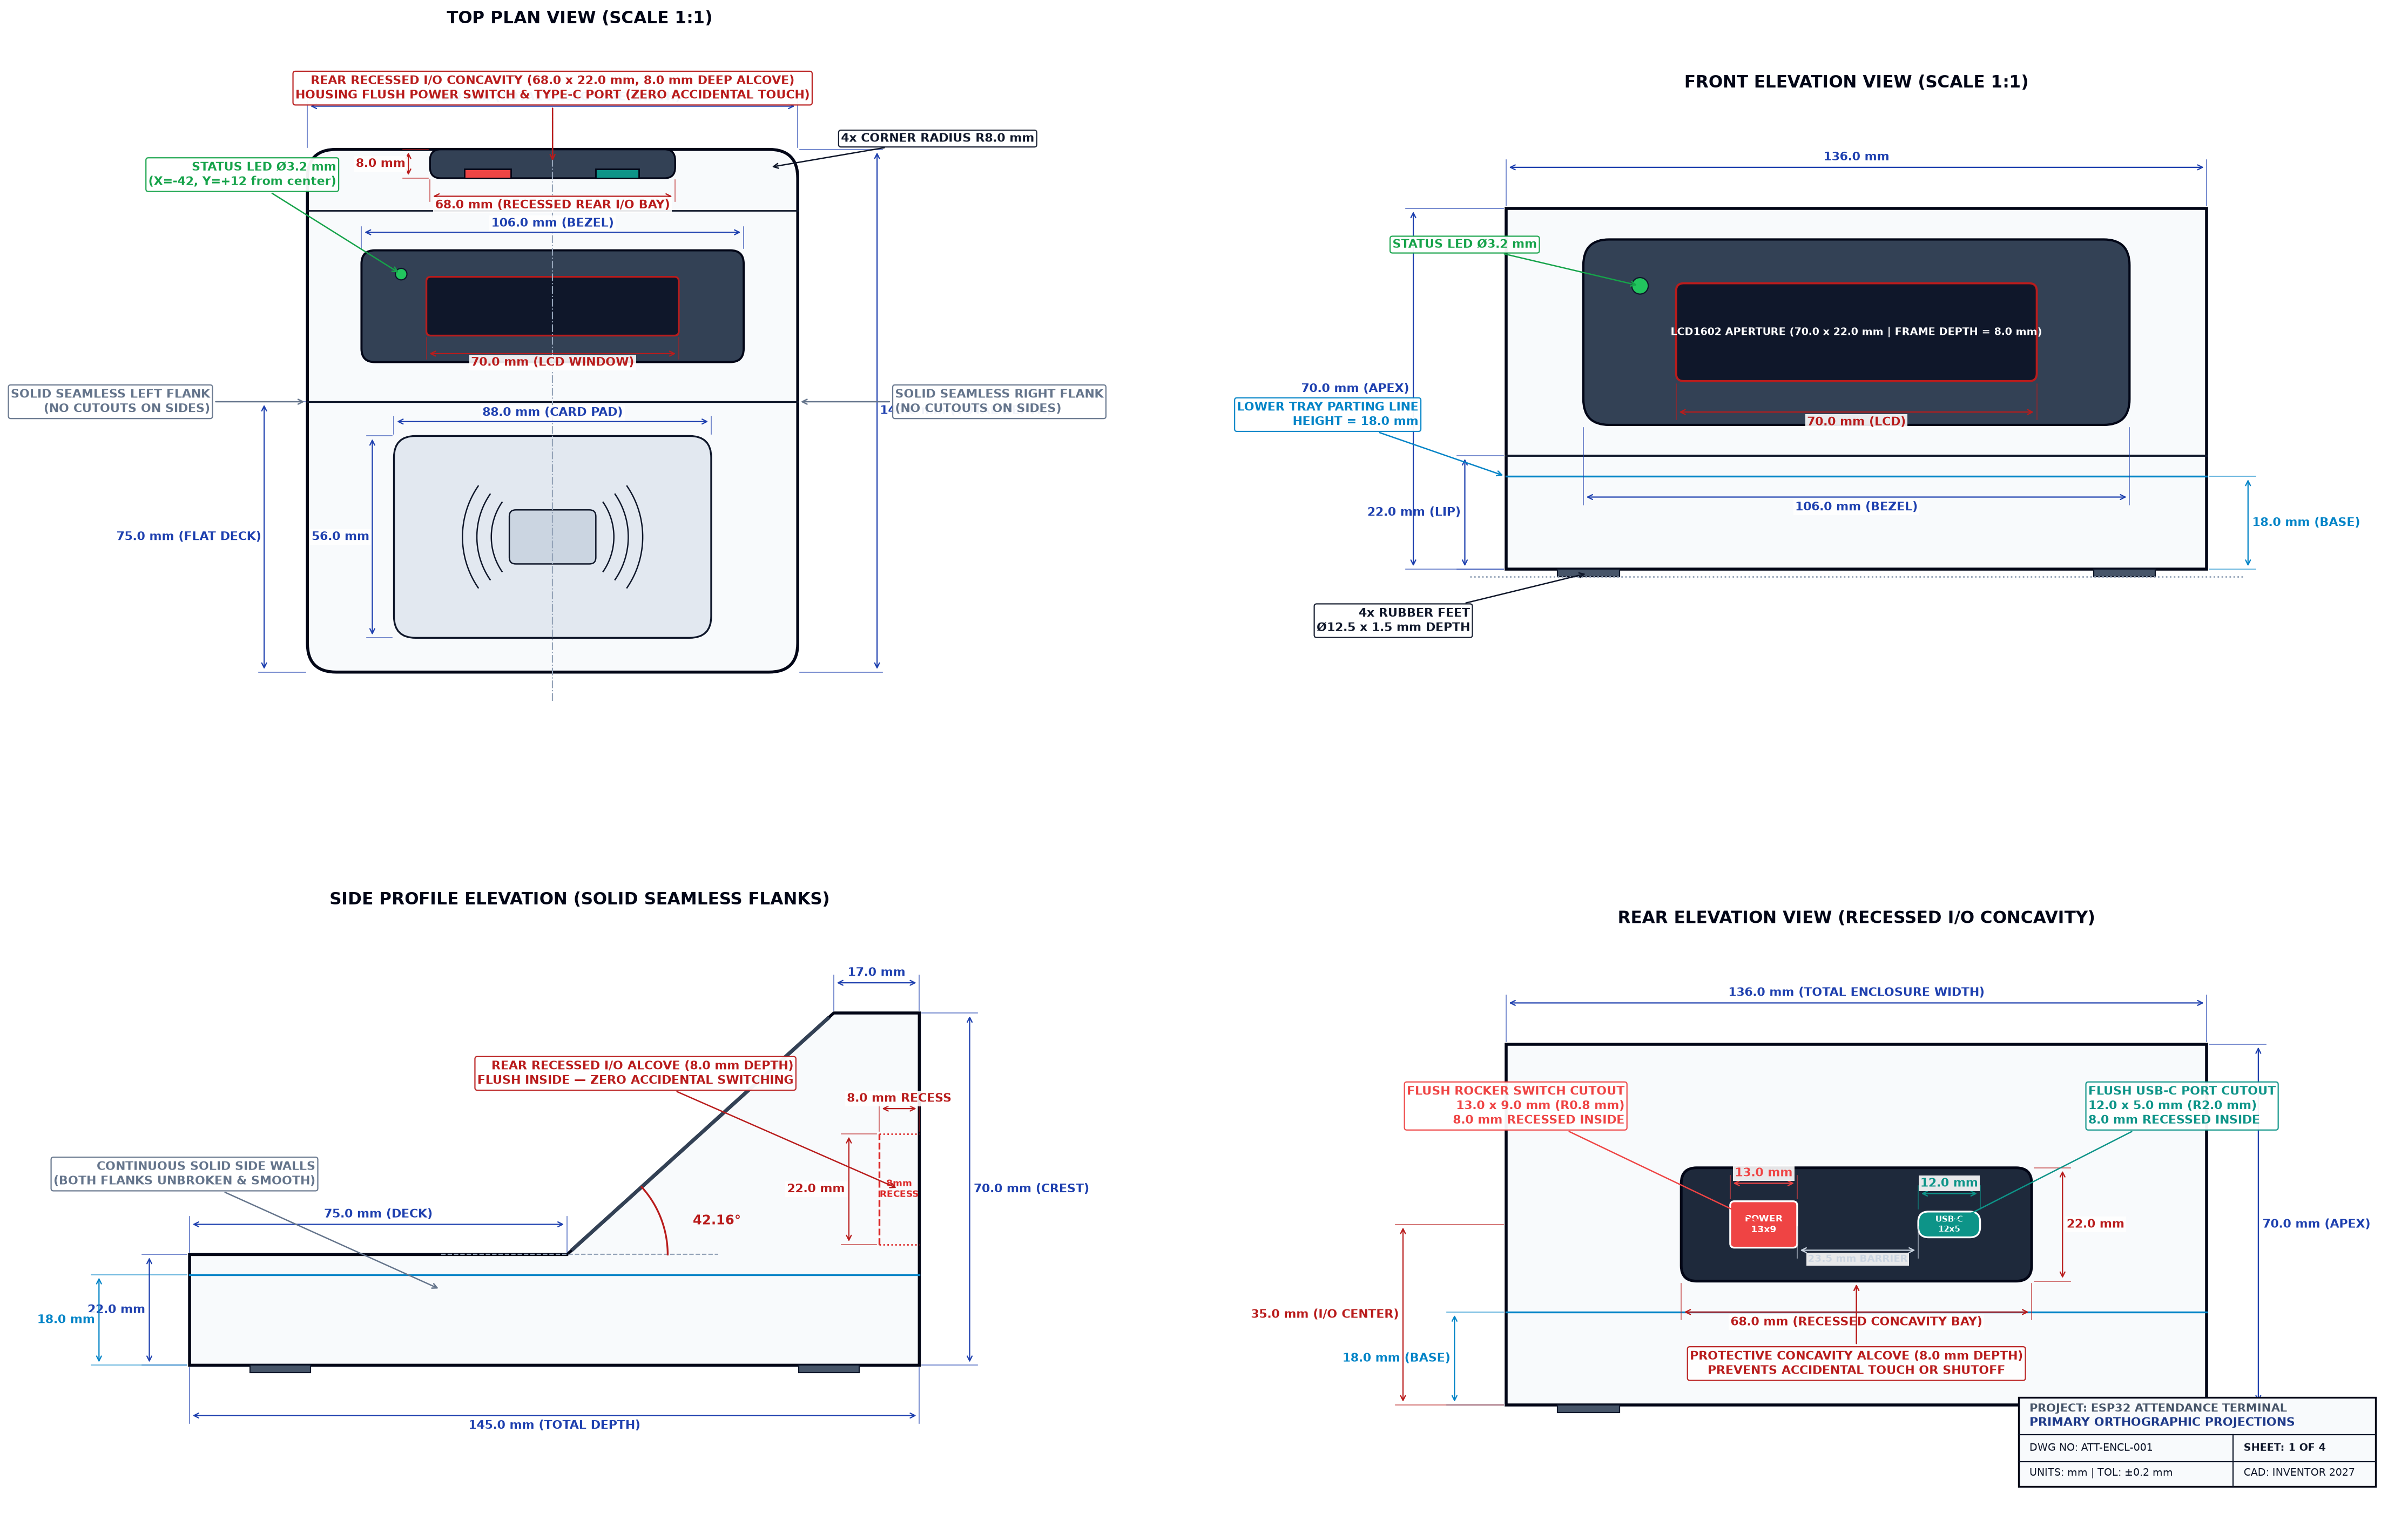 TOP PLAN VIEW (SCALE 1:1)
REAR RECESSED I/O CONCAVITY (68.0 x 22.0 mm, 8.0 mm DEEP ALCOVE)
HOUSING FLUSH POWER SWITCH & TYPE-C PORT (ZERO ACCIDENTAL TOUCH)
4x CORNER RADIUS R8.0 mm
STATUS LED Ø3.2 mm
(X=-42, Y=+12 from center)
8.0 mm
68.0 mm (RECESSED REAR I/O BAY)
106.0 mm (BEZEL)
70.0 mm (LCD WINDOW)
SOLID SEAMLESS LEFT FLANK
(NO CUTOUTS ON SIDES)
SOLID SEAMLESS RIGHT FLANK
(NO CUTOUTS ON SIDES)
88.0 mm (CARD PAD)
75.0 mm (FLAT DECK)
56.0 mm
FRONT ELEVATION VIEW (SCALE 1:1)
136.0 mm
STATUS LED Ø3.2 mm
LCD1602 APERTURE (70.0 x 22.0 mm | FRAME DEPTH = 8.0 mm)
70.0 mm (APEX)
LOWER TRAY PARTING LINE
HEIGHT = 18.0 mm
70.0 mm (LCD)
106.0 mm (BEZEL)
22.0 mm (LIP)
18.0 mm (BASE)
4x RUBBER FEET
Ø12.5 x 1.5 mm DEPTH
SIDE PROFILE ELEVATION (SOLID SEAMLESS FLANKS)
17.0 mm
REAR RECESSED I/O ALCOVE (8.0 mm DEPTH)
FLUSH INSIDE — ZERO ACCIDENTAL SWITCHING
8.0 mm RECESS
CONTINUOUS SOLID SIDE WALLS
(BOTH FLANKS UNBROKEN & SMOOTH)
22.0 mm
8mm
RECESS
70.0 mm (CREST)
75.0 mm (DECK)
42.16°
22.0 mm
18.0 mm
145.0 mm (TOTAL DEPTH)
REAR ELEVATION VIEW (RECESSED I/O CONCAVITY)
136.0 mm (TOTAL ENCLOSURE WIDTH)
FLUSH ROCKER SWITCH CUTOUT
13.0 x 9.0 mm (R0.8 mm)
8.0 mm RECESSED INSIDE
FLUSH USB-C PORT CUTOUT
12.0 x 5.0 mm (R2.0 mm)
8.0 mm RECESSED INSIDE
13.0 mm
12.0 mm
POWER
13x9
USB-C
12x5
22.0 mm
70.0 mm (APEX)
23.5 mm BARRIER
35.0 mm (I/O CENTER)
68.0 mm (RECESSED CONCAVITY BAY)
18.0 mm (BASE)
PROTECTIVE CONCAVITY ALCOVE (8.0 mm DEPTH)
PREVENTS ACCIDENTAL TOUCH OR SHUTOFF
PROJECT: ESP32 ATTENDANCE TERMINAL
PRIMARY ORTHOGRAPHIC PROJECTIONS
DWG NO: ATT-ENCL-001
SHEET: 1 OF 4
UNITS: mm | TOL: ±0.2 mm
CAD: INVENTOR 2027